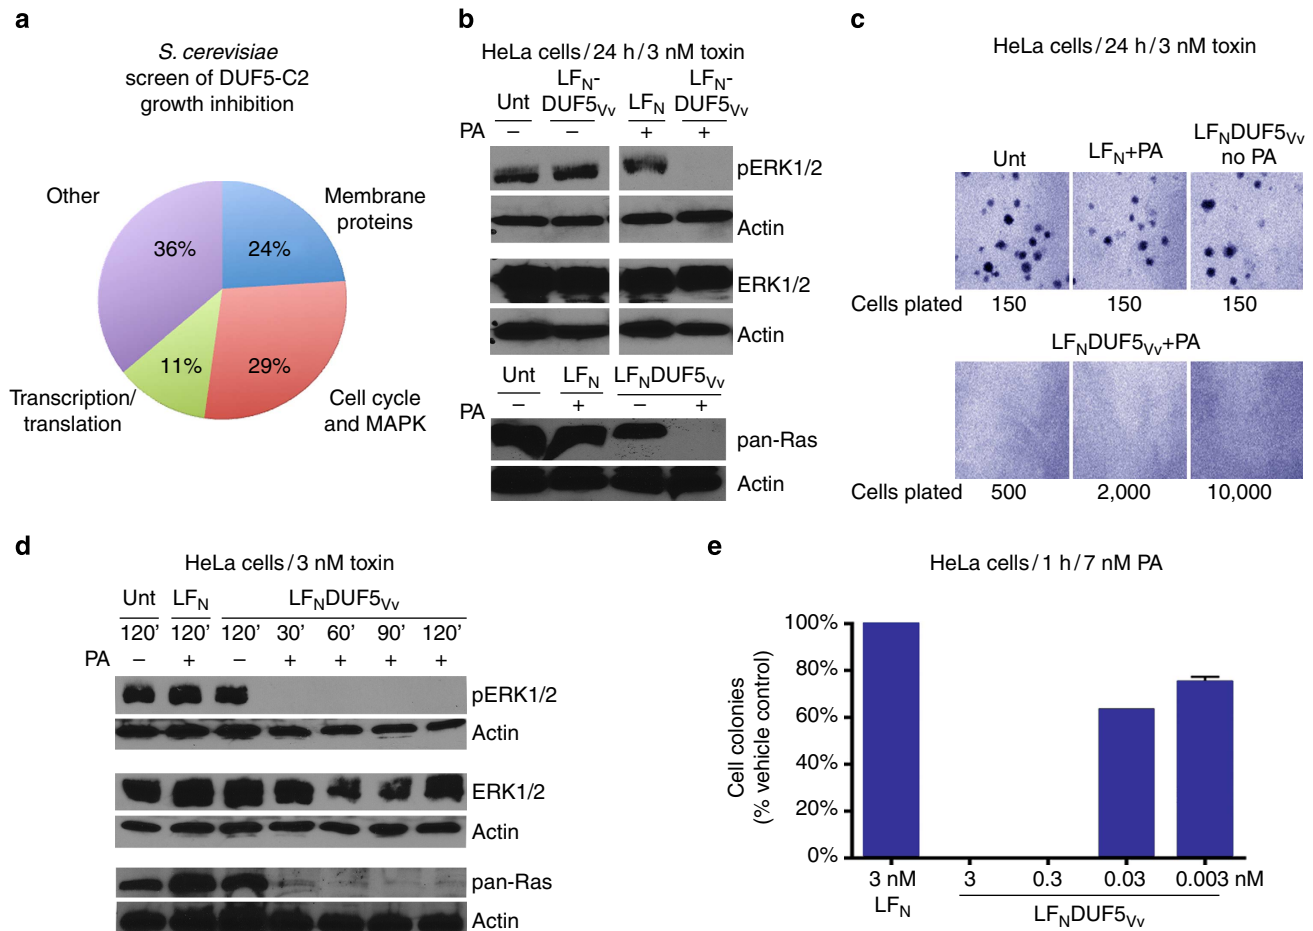 a
S. cerevisiae
screen of DUF5-C2
growth inhibition
Other
Membrane
proteins
36%
24%
11%
29%
Transcription/
translation
Cell cycle
and MAPK
b
HeLa cells/24 h/3 nM toxin
Unt LFN-DUF5Vv LFN LFN-DUF5Vv
PA – – + +
pERK1/2
Actin
ERK1/2
Actin
Unt LFN LFNDUF5Vv
PA – + – +
pan-Ras
Actin
c
HeLa cells/24 h/3 nM toxin
Unt LFN+PA LFNDUF5Vv no PA
Cells plated 150 150 150
LFNDUF5Vv+PA
Cells plated 500 2,000 10,000
d
HeLa cells/3 nM toxin
Unt LFN LFNDUF5Vv
120’ 120’ 120’ 30’ 60’ 90’ 120’
PA – + – + + + +
pERK1/2
Actin
ERK1/2
Actin
pan-Ras
Actin
e
HeLa cells/1 h/7 nM PA
Cell colonies
(% vehicle control)
100%
80%
60%
40%
20%
0%
3 nM 3 0.3 0.03 0.003 nM
LFN LFNDUF5Vv